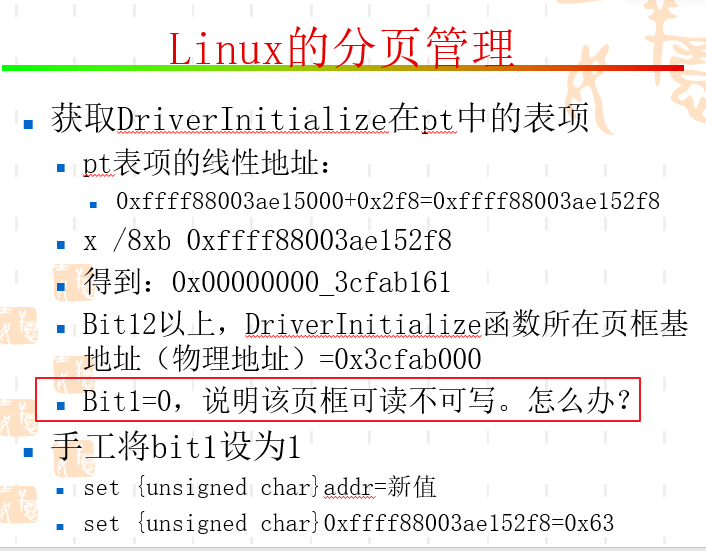 Linux的分页管理
获取DriverInitialize在pt中的表项
pt表项的线性地址：
0xffff88003ae15000+0x2f8=0xffff88003ae152f8
x /8xb 0xffff88003ae152f8
得到：0x00000000_3cfab161
Bit12以上，DriverInitialize函数所在页框基
地址（物理地址）=0x3cfab000
Bit1=0，说明该页框可读不可写。怎么办？
手工将bit1设为1
set {unsigned char}addr=新值
set {unsigned char}0xffff88003ae152f8=0x63